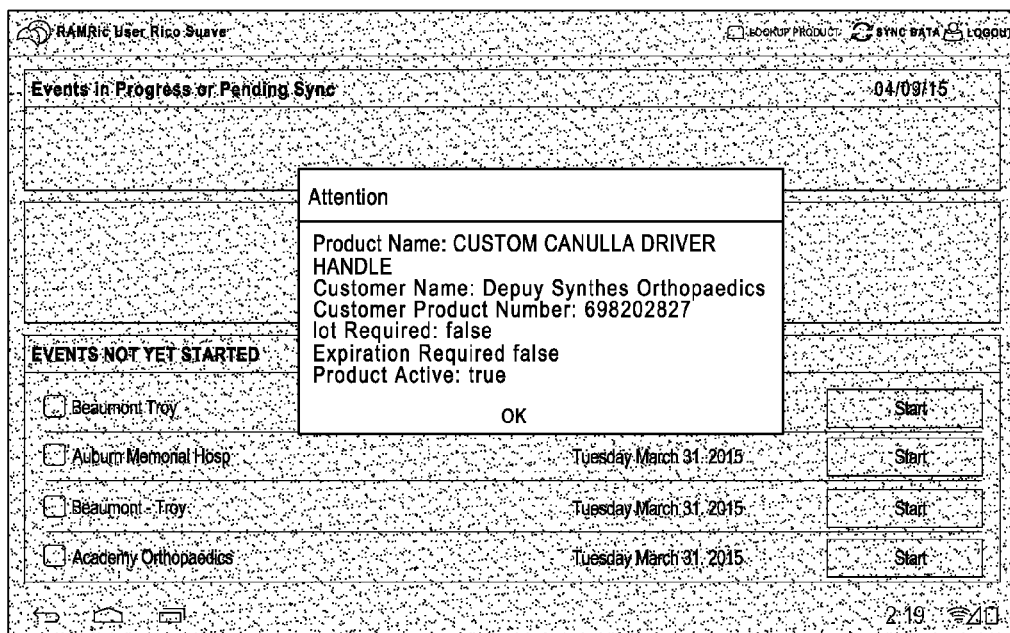 RAMRic User Rico Suave LOOKUP PRODUCT SYNC DATA LOGOUT
Events in Progress or Pending Sync 04/09/15
Attention
Product Name: CUSTOM CANULLA DRIVER
HANDLE
Customer Name: Depuy Synthes Orthopaedics
Customer Product Number: 698202827
lot Required: false
Expiration Required false
Product Active: true
OK
EVENTS NOT YET STARTED
Beaumont Troy Start
Auburn Memorial Hosp Tuesday March 31, 2015 Start
Beaumont - Troy Tuesday March 31, 2015 Start
Academy Orthopaedics Tuesday March 31, 2015 Start
2:19